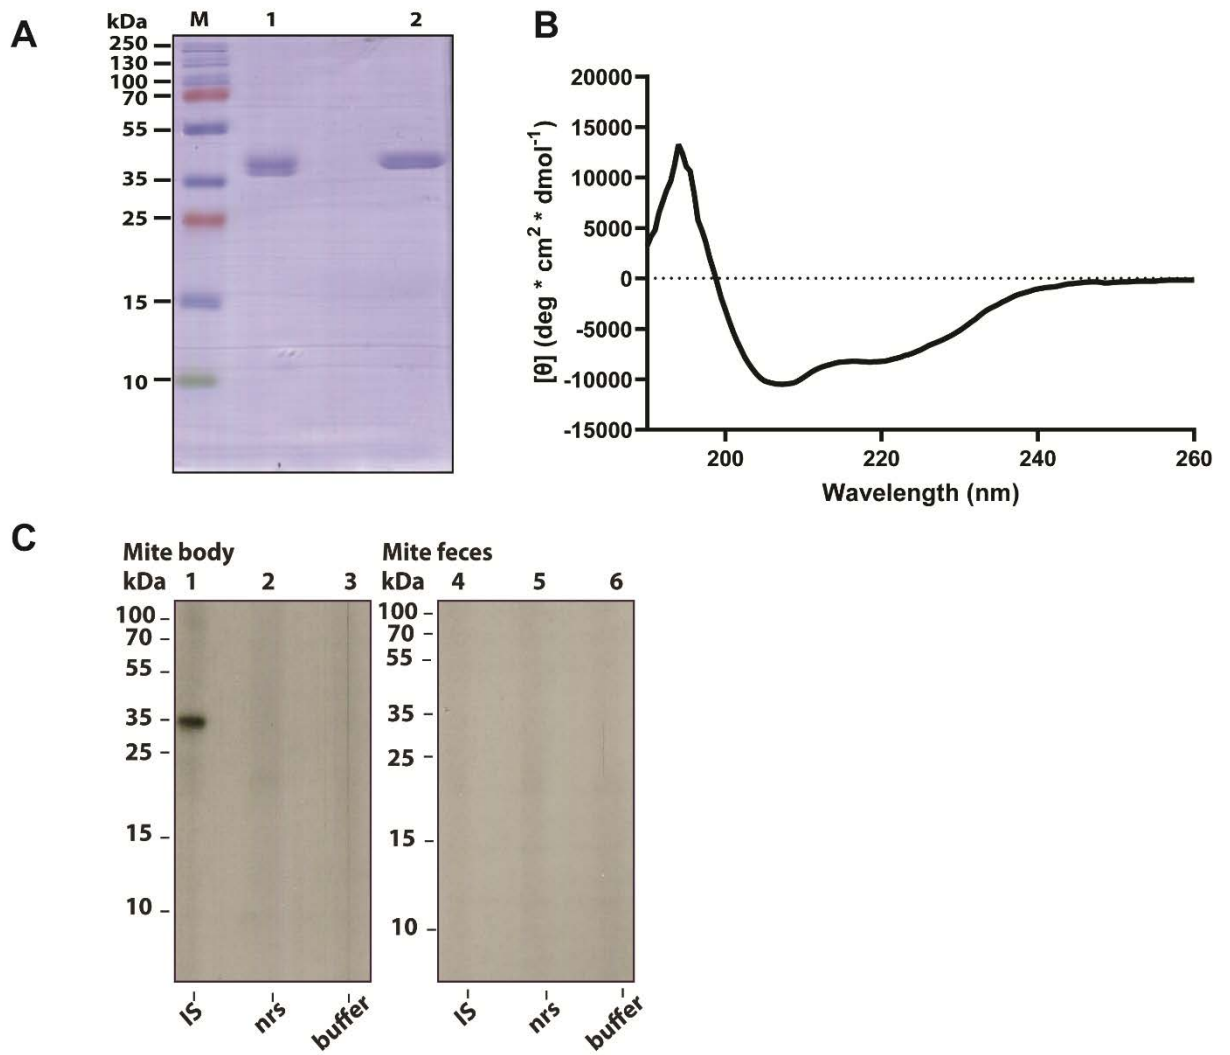 A
kDa M 1 2
250
130
100
70
55
35
25
15
10
B
20000
15000
10000
5000
0
-5000
-10000
-15000
[θ] (deg * cm2 * dmol-1)
200 220 240 260
Wavelength (nm)
C
Mite body
kDa 1 2 3
100
70
55
35
25
15
10
IS nrs buffer
Mite feces
kDa 4 5 6
100
70
55
35
25
15
10
IS nrs buffer